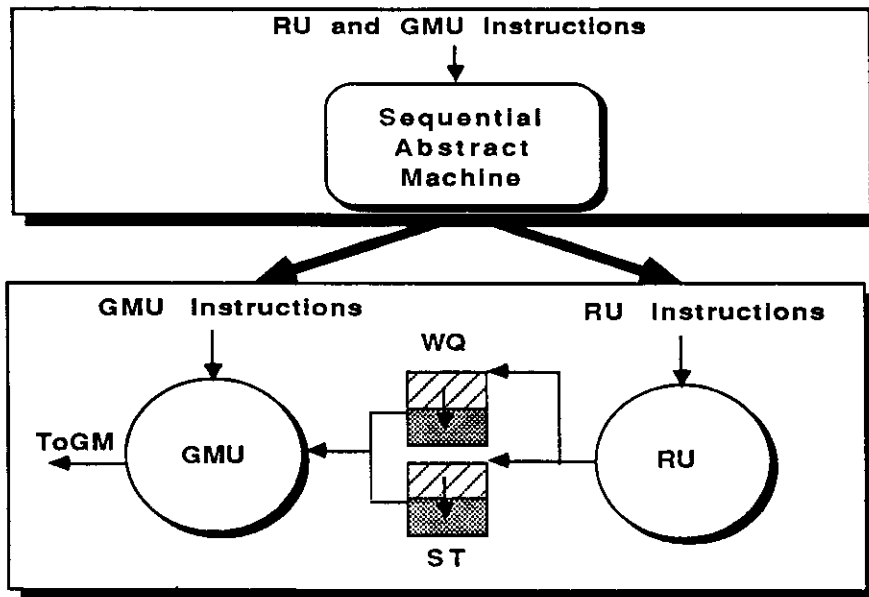 RU and GMU Instructions
Sequential
Abstract
Machine
GMU Instructions
RU Instructions
WQ
ToGM
GMU
RU
ST